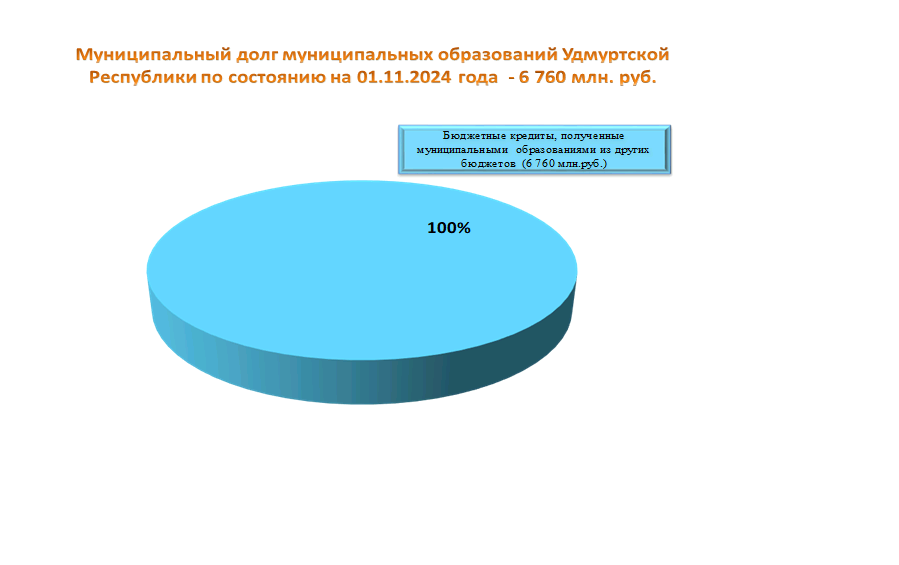 Муниципальный долг муниципальных образований Удмуртской
Республики по состоянию на 01.11.2024 года - 6 760 млн. руб.
Бюджетные кредиты, полученные
муниципальными образованиями из других
бюджетов (6 760 млн.руб.)
100%